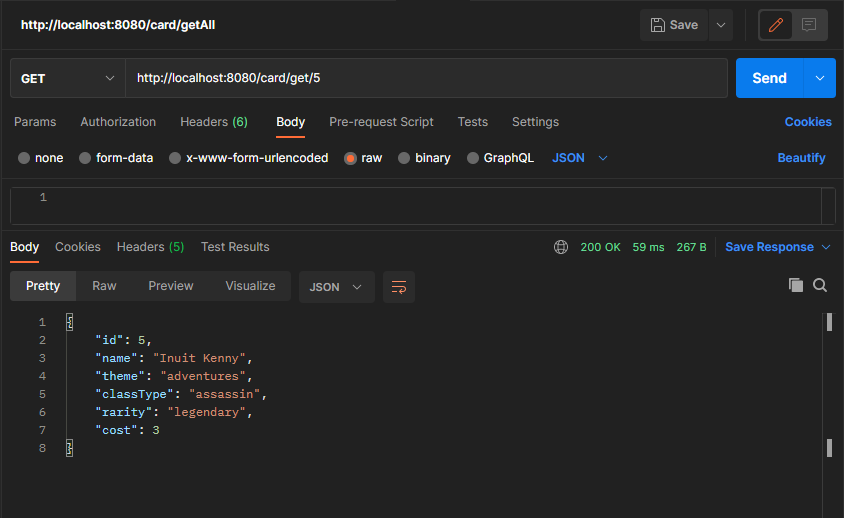 http://localhost:8080/card/getAll
Save
GET
http://localhost:8080/card/get/5
Send
Params Authorization Headers (6) Body Pre-request Script Tests Settings Cookies
none form-data x-www-form-urlencoded raw binary GraphQL JSON Beautify
1
Body Cookies Headers (5) Test Results 200 OK 59 ms 267 B Save Response
Pretty Raw Preview Visualize JSON
1 {
2 "id": 5,
3 "name": "Inuit Kenny",
4 "theme": "adventures",
5 "classType": "assassin",
6 "rarity": "legendary",
7 "cost": 3
8 }